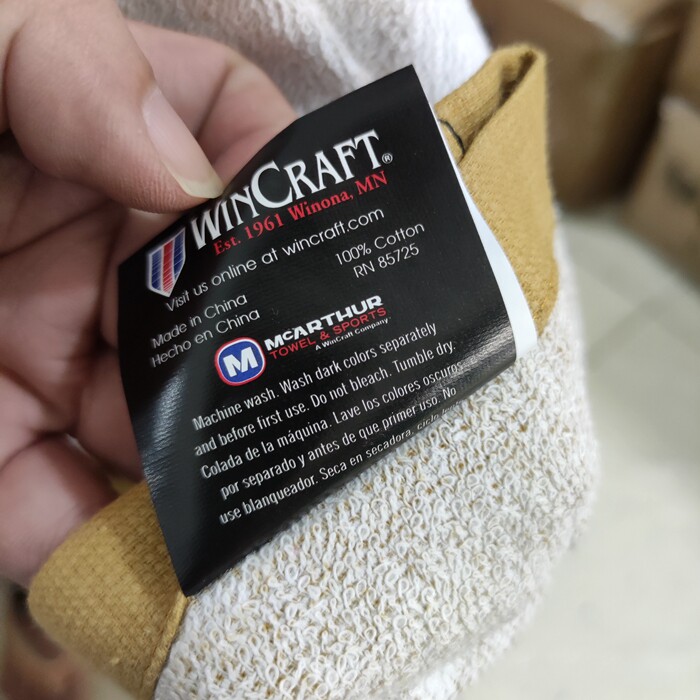 WINCRAFT®
Est. 1961 Winona, MN
Visit us online at wincraft.com
Made in China
Hecho en China
100% Cotton
RN 85725
M
MCARTHUR
TOWEL & SPORTS
A WinCraft Company
Machine wash. Wash dark colors separately
and before first use. Do not bleach. Tumble dry.
Colada de la máquina. Lave los colores oscuros
por separado y antes de que primer uso. No
use blanqueador. Seca en secadora, ciclo